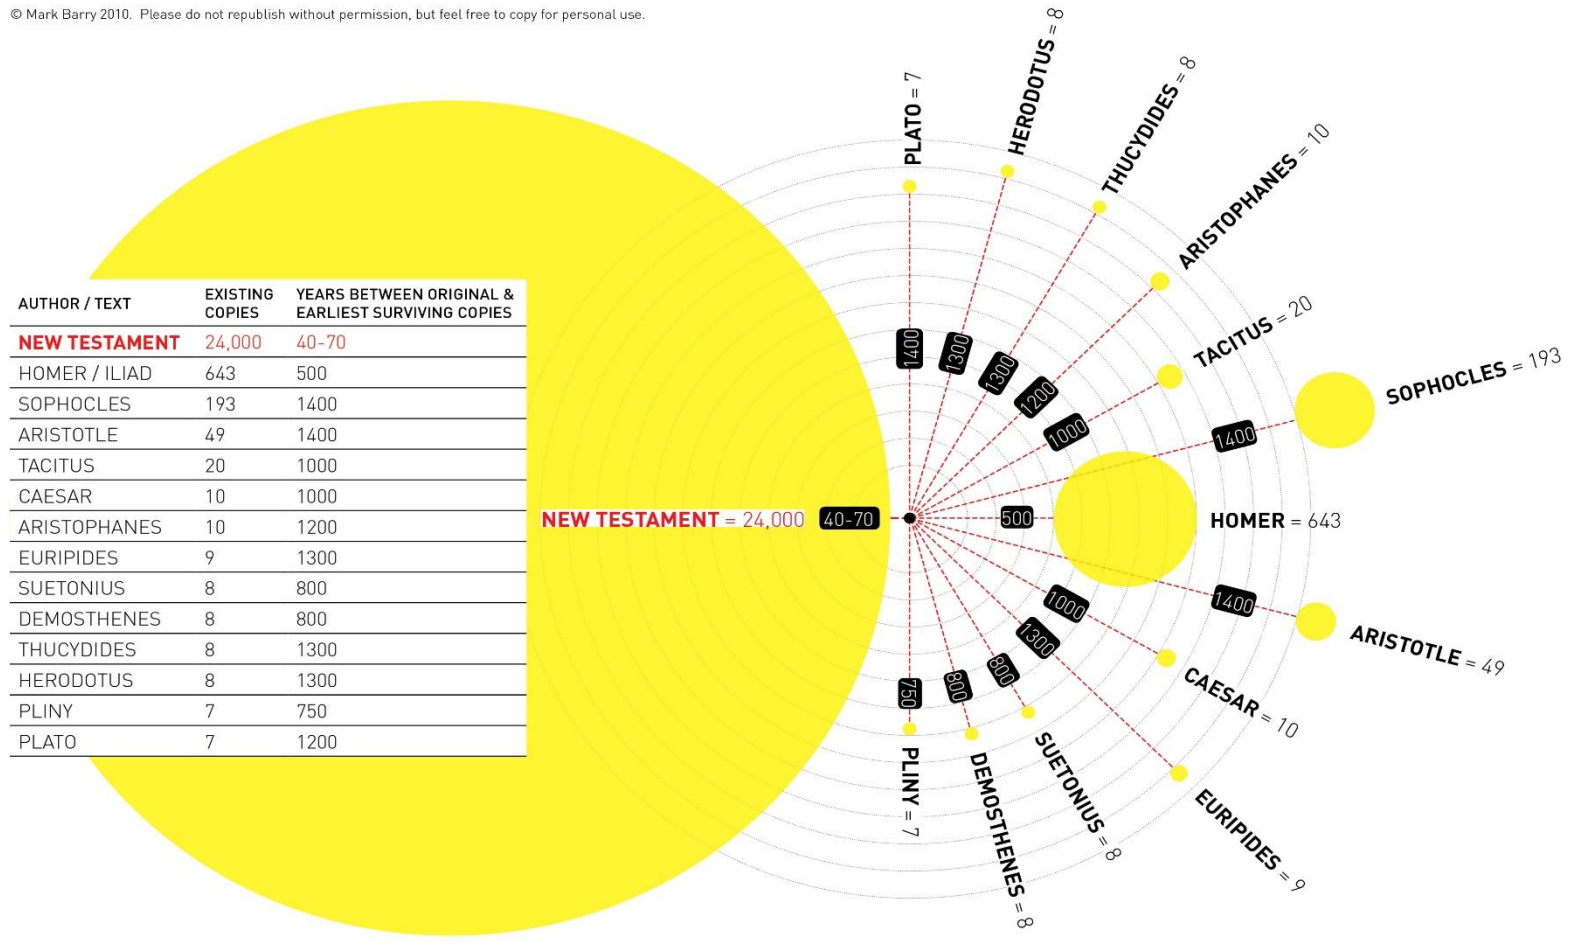 © Mark Barry 2010.  Please do not republish without permission, but feel free to copy for personal use.
AUTHOR / TEXT EXISTING COPIES YEARS BETWEEN ORIGINAL & EARLIEST SURVIVING COPIES
NEW TESTAMENT 24,000 40-70
HOMER / ILIAD 643 500
SOPHOCLES 193 1400
ARISTOTLE 49 1400
TACITUS 20 1000
CAESAR 10 1000
ARISTOPHANES 10 1200
EURIPIDES 9 1300
SUETONIUS 8 800
DEMOSTHENES 8 800
THUCYDIDES 8 1300
HERODOTUS 8 1300
PLINY 7 750
PLATO 7 1200
NEW TESTAMENT = 24,000
40-70
PLATO = 7
1400
HERODOTUS = 8
1300
THUCYDIDES = 8
1300
ARISTOPHANES = 10
1200
TACITUS = 20
1000
SOPHOCLES = 193
1400
HOMER = 643
500
ARISTOTLE = 49
1400
CAESAR = 10
1000
EURIPIDES = 9
1300
SUETONIUS = 8
800
DEMOSTHENES = 8
800
PLINY = 7
750